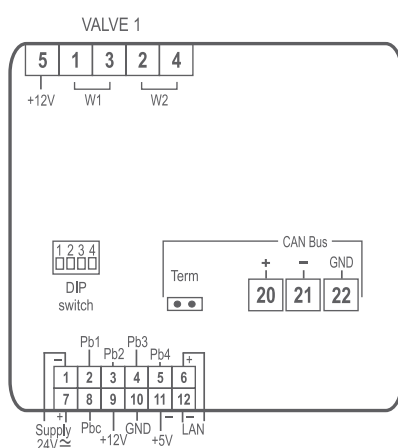 VALVE 1
5 1 3 2 4
+12V W1 W2
CAN Bus
1 2 3 4
DIP
switch
Term
+ - GND
20 21 22
Pb1 Pb3
Pb2 Pb4
- +
1 2 3 4 5 6
7 8 9 10 11 12
+ - -
Supply Pbc GND LAN
24V ≂ +12V +5V